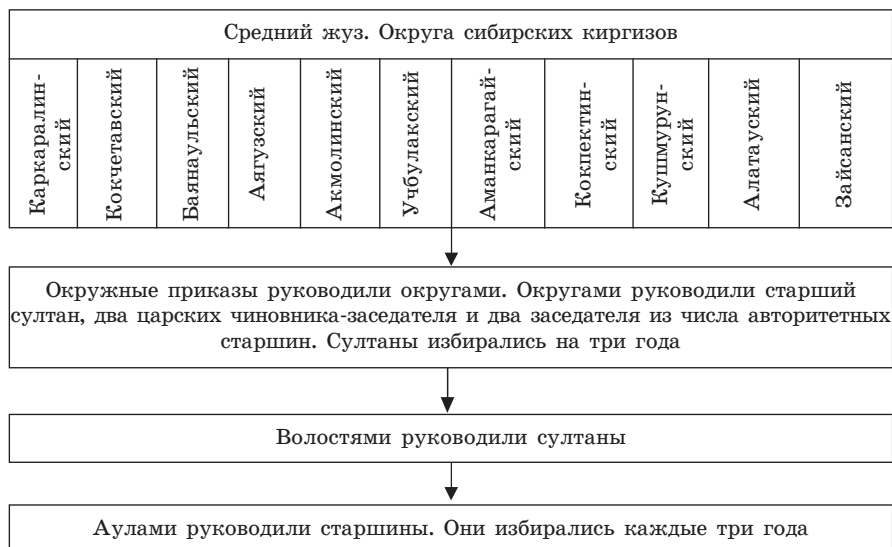 Средний жуз. Округа сибирских киргизов
Каркаралин-
ский
Кокчетавский
Баянаульский
Аягузский
Акмолинский
Учбулакский
Аманкарагай-
ский
Кокпектин-
ский
Кушмурун-
ский
Алатауский
Зайсанский
Окружные приказы руководили округами. Округами руководили старший
султан, два царских чиновника-заседателя и два заседателя из числа авторитетных
старшин. Султаны избирались на три года
Волостями руководили султаны
Аулами руководили старшины. Они избирались каждые три года